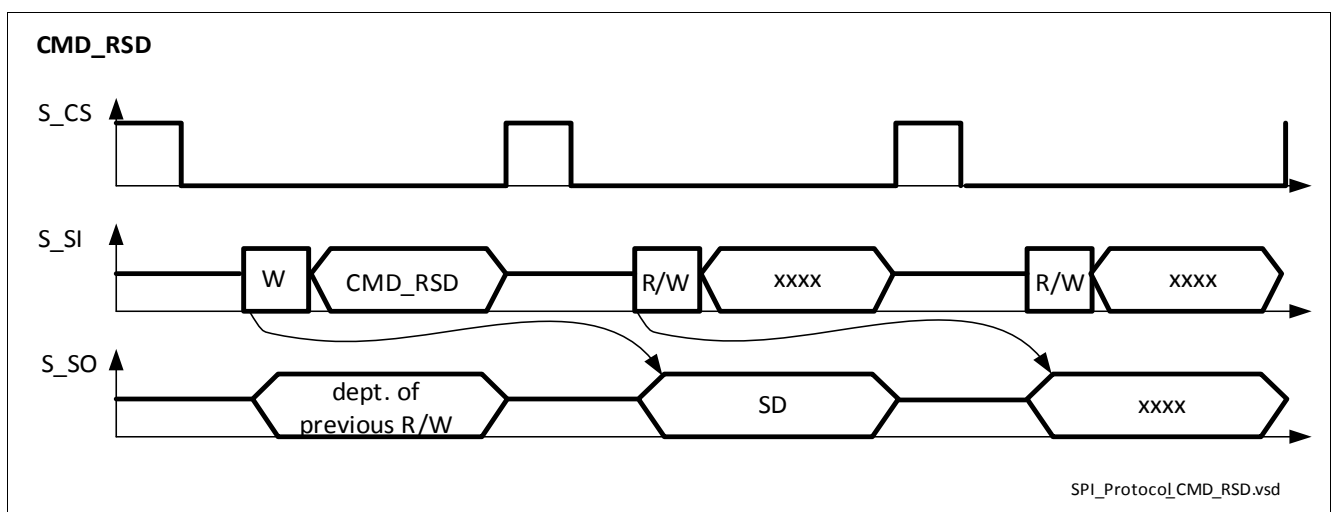 CMD_RSD
S_CS
S_SI
W
CMD_RSD
R/W
xxxx
R/W
xxxx
S_SO
dept. of
previous R/W
SD
xxxx
SPI_Protocol_CMD_RSD.vsd